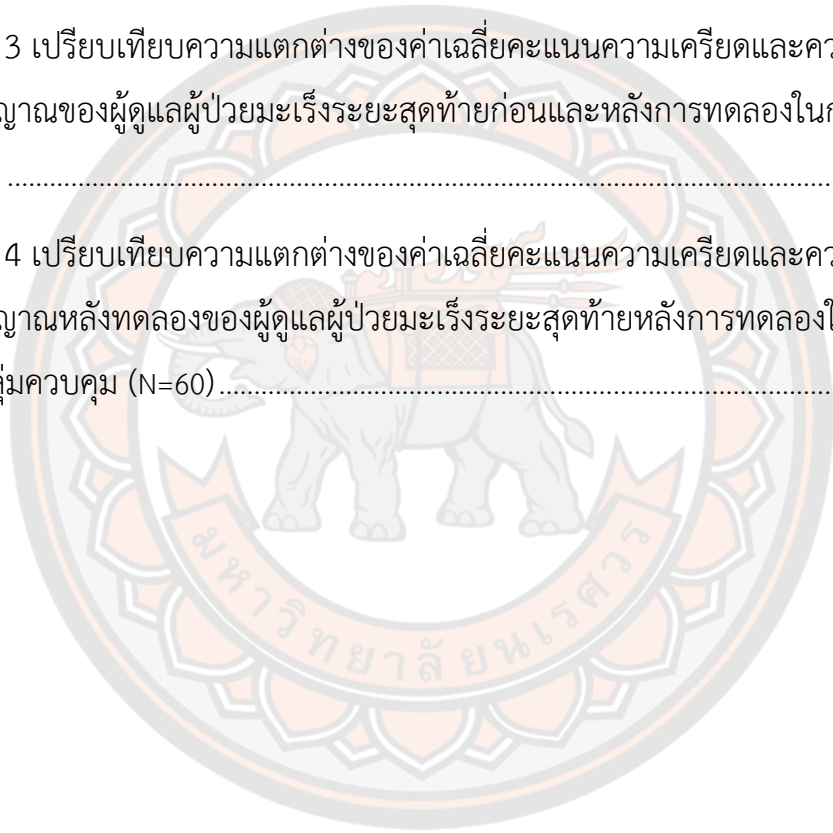 3 เปรียบเทียบความแตกต่างของค่าเฉลี่ยคะแนนความเครียดและคว
ญาณของผู้ดูแลผู้ป่วยมะเร็งระยะสุดท้ายก่อนและหลังการทดลองใน
........................................................................................................................
4 เปรียบเทียบความแตกต่างของค่าเฉลี่ยคะแนนความเครียดและคว
ญาณหลังทดลองของผู้ดูแลผู้ป่วยมะเร็งระยะสุดท้ายหลังการทดลองใ
ลุ่มควบคุม (N=60)........................................................................................
มหาวิทยาลัยนเรศวร